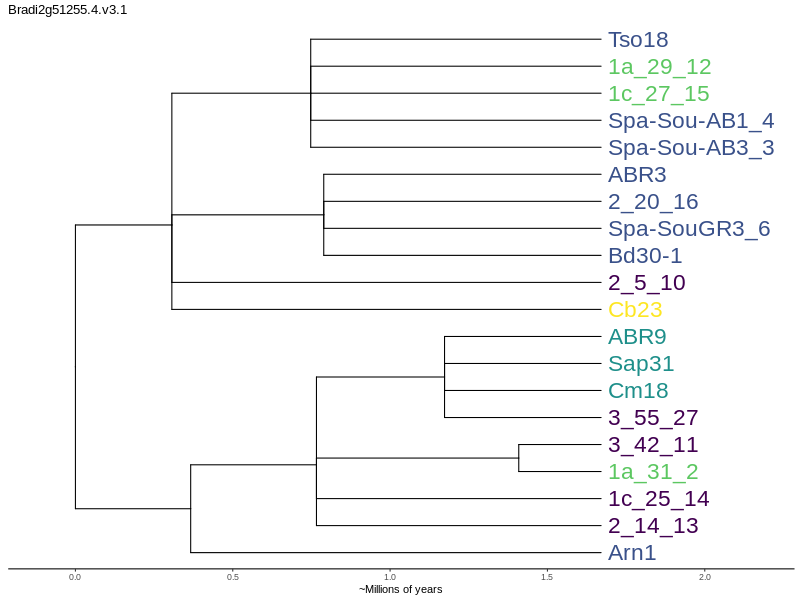 Bradi2g51255.4.v3.1
Tso18
1a_29_12
1c_27_15
Spa-Sou-AB1_4
Spa-Sou-AB3_3
ABR3
2_20_16
Spa-SouGR3_6
Bd30-1
2_5_10
Cb23
ABR9
Sap31
Cm18
3_55_27
3_42_11
1a_31_2
1c_25_14
2_14_13
Arn1
0.0 0.5 1.0 1.5 2.0
~Millions of years